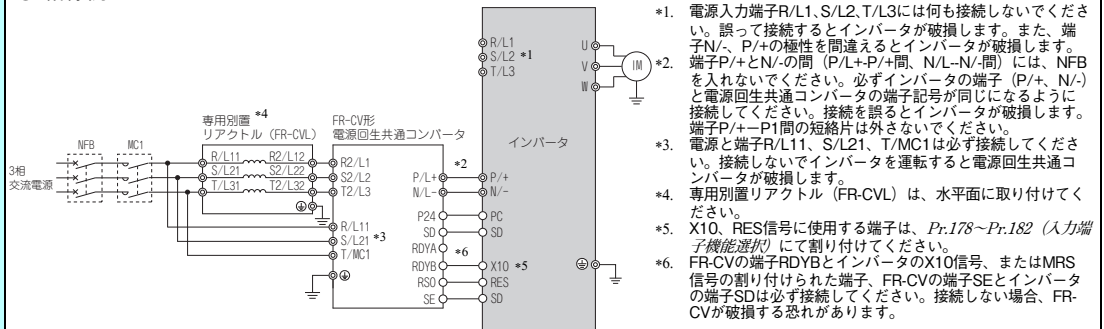 専用別置 *4
リアクトル（FR-CVL）
FR-CV形
電源回生共通コンバータ
インバータ
NFB
MC1
3相
交流電源
R/L11
R2/L12
S/L21
S2/L22
T/L31
T2/L32
R2/L1
S2/L2
T2/L3
R/L11
S/L21 *3
T/MC1
P/L+
N/L-
P24
SD
RDYA
RDYB
RSO
SE
*2
*6
R/L1
S/L2 *1
T/L3
P/+
N/-
PC
SD
X10 *5
RES
SD
U
V
W
IM
*1. 電源入力端子R/L1、S/L2、T/L3には何も接続しないでくださ
い。誤って接続するとインバータが破損します。また、端
子N/-、P/+の極性を間違えるとインバータが破損します。
*2. 端子P/+とN/-の間（P/L+-P/+間、N/L--N/-間）には、NFB
を入れないでください。必ずインバータの端子（P/+、N/-）
と電源回生共通コンバータの端子記号が同じになるように
接続してください。接続を誤るとインバータが破損します。
端子P/+ーP1間の短絡片は外さないでください。
*3. 電源と端子R/L11、S/L21、T/MC1は必ず接続してくださ
い。接続しないでインバータを運転すると電源回生共通コ
ンバータが破損します。
*4. 専用別置リアクトル（FR-CVL）は、水平面に取り付けてく
ださい。
*5. X10、RES信号に使用する端子は、Pr.178～Pr.182（入力端
子機能選択）にて割り付けてください。
*6. FR-CVの端子RDYBとインバータのX10信号、またはMRS
信号の割り付けられた端子、FR-CVの端子SEとインバータ
の端子SDは必ず接続してください。接続しない場合、FR-
CVが破損する恐れがあります。